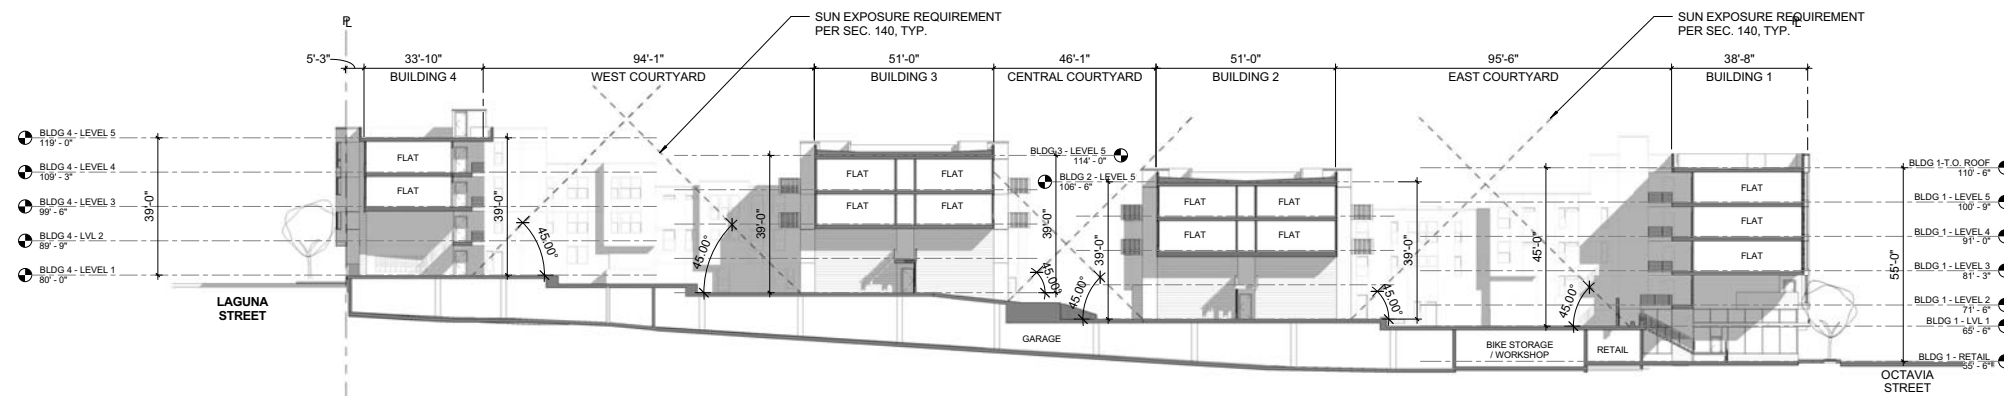 SUN EXPOSURE REQUIREMENT
PER SEC. 140, TYP.
SUN EXPOSURE REQUIREMENT
PER SEC. 140, TYP.
PL
PL
5'-3"
33'-10"
94'-1"
51'-0"
46'-1"
51'-0"
95'-6"
38'-8"
BUILDING 4
WEST COURTYARD
BUILDING 3
CENTRAL COURTYARD
BUILDING 2
EAST COURTYARD
BUILDING 1
BLDG 4 - LEVEL 5
119' - 0"
BLDG 4 - LEVEL 4
109' - 3"
BLDG 4 - LEVEL 3
99' - 6"
BLDG 4 - LVL 2
89' - 9"
BLDG 4 - LEVEL 1
80' - 0"
39'-0"
FLAT
FLAT
39'-0"
45.00°
45.00°
39'-0"
FLAT
FLAT
FLAT
FLAT
BLDG 3 - LEVEL 5
114' - 0"
BLDG 2 - LEVEL 5
106' - 6"
39'-0"
39'-0"
45.00°
45.00°
FLAT
FLAT
FLAT
FLAT
39'-0"
45.00°
45'-0"
45.00°
FLAT
FLAT
FLAT
55'-0"
BLDG 1-T.O. ROOF
110' - 6"
BLDG 1 - LEVEL 5
100' - 9"
BLDG 1 - LEVEL 4
91' - 0"
BLDG 1 - LEVEL 3
81' - 3"
BLDG 1 - LEVEL 2
71' - 6"
BLDG 1 - LVL 1
65' - 6"
BLDG 1 - RETAIL
55' - 6"
LAGUNA
STREET
GARAGE
BIKE STORAGE
/ WORKSHOP
RETAIL
OCTAVIA
STREET